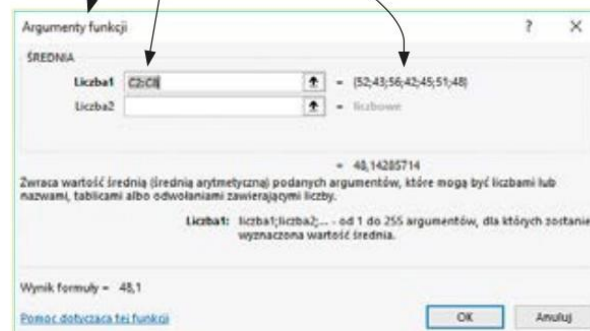 Argumenty funkcji ? ×
ŚREDNIA
Liczba1 C2:C8 = {52;43;56;42;45;51;48}
Liczba2 = liczbowe
= 48,14285714
Zwraca wartość średnią (średnią arytmetyczną) podanych argumentów, które mogą być liczbami lub
nazwami, tablicami albo odwołaniami zawierającymi liczby.
Liczba1: liczba1;liczba2;... - od 1 do 255 argumentów, dla których zostanie
wyznaczona wartość średnia.
Wynik formuły = 48,1
Pomoc dotycząca tej funkcji
OK Anuluj